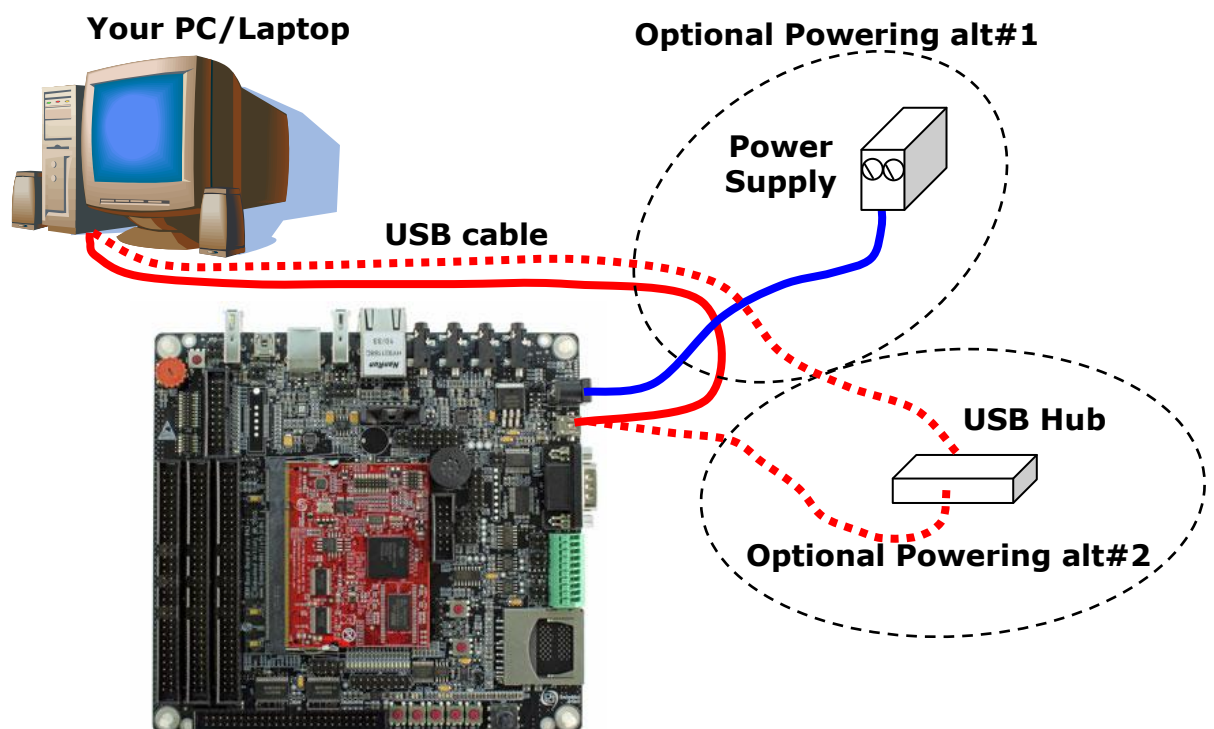 Your PC/Laptop
Optional Powering alt#1
Power
Supply
USB cable
USB Hub
Optional Powering alt#2